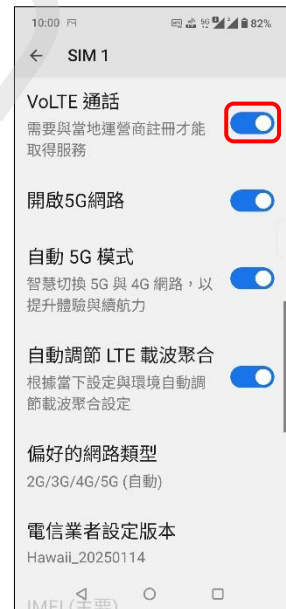 10:00
5G 82%
SIM 1
VoLTE 通話
需要與當地運營商註冊才能
取得服務
開啟5G網路
自動 5G 模式
智慧切換 5G 與 4G 網路，以
提升體驗與續航力
自動調節 LTE 載波聚合
根據當下設定與環境自動調
節載波聚合設定
偏好的網路類型
2G/3G/4G/5G (自動)
電信業者設定版本
Hawaii_20250114
IMEI (主要)